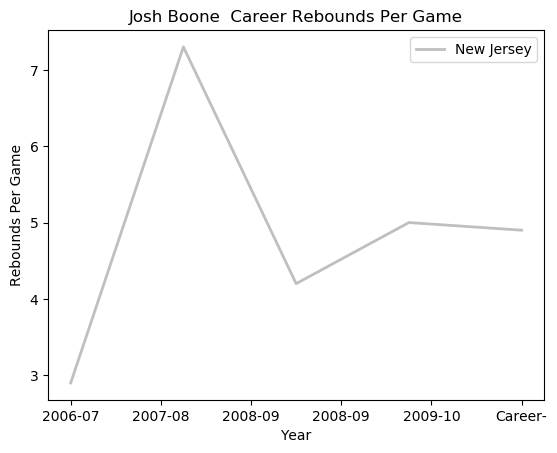 Josh Boone  Career Rebounds Per Game
New Jersey
Rebounds Per Game
7
6
5
4
3
2006-07 2007-08 2008-09 2008-09 2009-10 Career-
Year